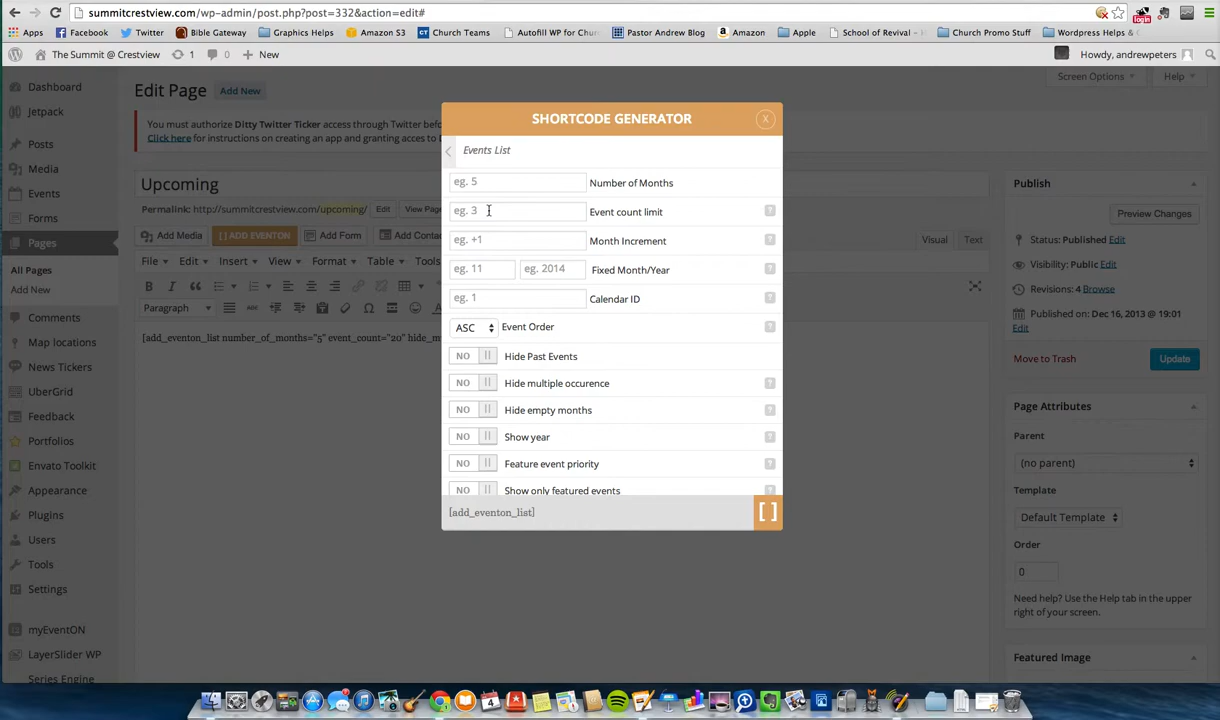 summitcrestview.com/wp-admin/post.php?post=332&action=edit#
Apps Facebook Twitter Bible Gateway Graphics Helps Amazon S3 Church Teams Autofill WP for Chur Pastor Andrew Blog Amazon School of Revival - Re Apple Church Promo Stuff Wordpress Helps &
The Summit @ Crestview 1 0 New Howdy, andrewpeters
Dashboard
Jetpack
Posts
Media
Events
Forms
Pages
All Pages
Add New
Comments
Map locations
News Tickers
UberGrid
Feedback
Portfolios
Envato Toolkit
Appearance
Plugins
Users
Tools
Settings
myEventON
LayerSlider WP
Series Engine
Edit Page Add New
Screen Options Help
You must authorize Ditty Twitter Ticker access through Twitter
Click here for instructions on creating an app and granting access to
Upcoming
Permalink: http://summitcrestview.com/upcoming/ Edit View Page
Add Media [ ] ADD EVENTON Add Form Add Contact
Visual Text
File Edit Insert View Format Table Tools
Paragraph
[add_eventon_list number_of_months="5" event_count="20" hide_m
SHORTCODE GENERATOR X
Events List
eg. 5 Number of Months
eg. 3 Event count limit ?
eg. +1 Month Increment ?
eg. 11 eg. 2014 Fixed Month/Year ?
eg. 1 Calendar ID ?
ASC Event Order ?
NO Hide Past Events
NO Hide multiple occurence ?
NO Hide empty months ?
NO Show year ?
NO Feature event priority ?
NO Show only featured events
[add_eventon_list] [ ]
Publish
Preview Changes
Status: Published Edit
Visibility: Public Edit
Revisions: 4 Browse
Published on: Dec 16, 2013 @ 19:01
Edit
Move to Trash Update
Page Attributes
Parent
(no parent)
Template
Default Template
Order
0
Need help? Use the Help tab in the upper
right of your screen.
Featured Image